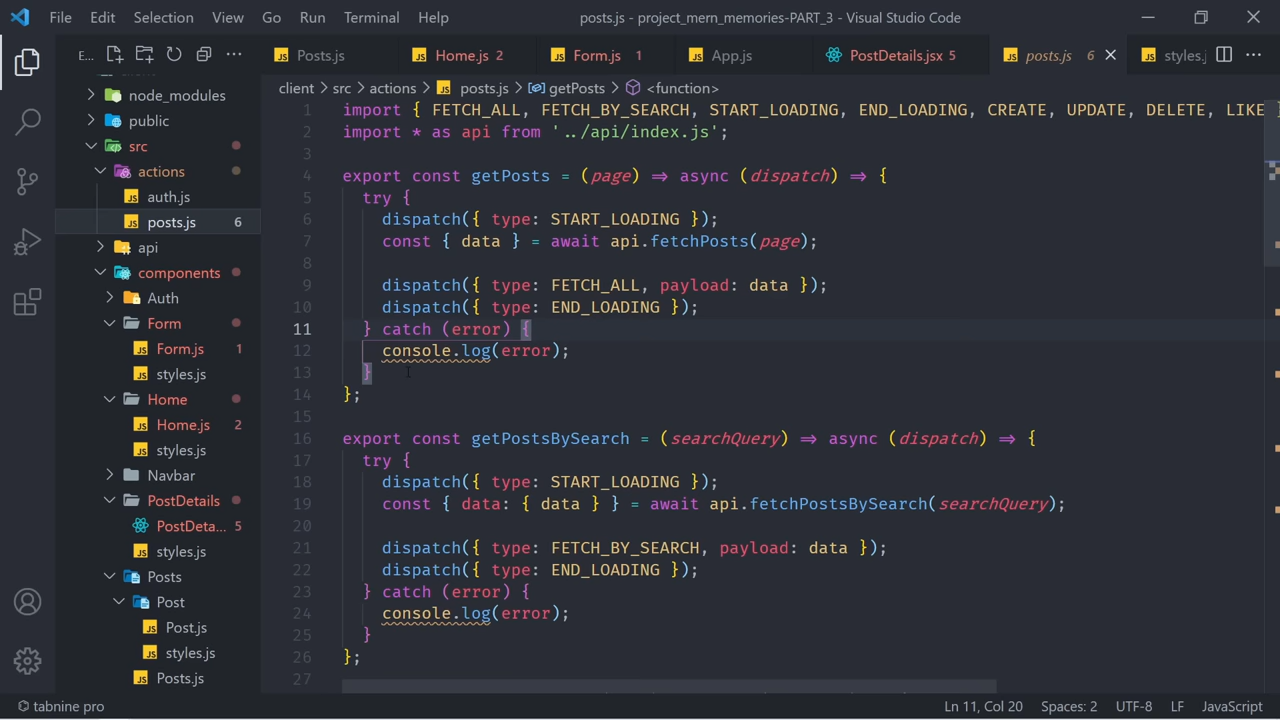 File Edit Selection View Go Run Terminal Help posts.js - project_mern_memories-PART_3 - Visual Studio Code
E... Posts.js Home.js 2 Form.js 1 App.js PostDetails.jsx 5 posts.js 6 styles.j
client > src > actions > posts.js > getPosts > <function>
node_modules
public
src
actions
auth.js
posts.js 6
api
components
Auth
Form
Form.js 1
styles.js
Home
Home.js 2
styles.js
Navbar
PostDetails
PostDeta... 5
styles.js
Posts
Post
Post.js
styles.js
Posts.js
1 import { FETCH_ALL, FETCH_BY_SEARCH, START_LOADING, END_LOADING, CREATE, UPDATE, DELETE, LIKE
2 import * as api from '../api/index.js';
3
4 export const getPosts = (page) => async (dispatch) => {
5 try {
6 dispatch({ type: START_LOADING });
7 const { data } = await api.fetchPosts(page);
8
9 dispatch({ type: FETCH_ALL, payload: data });
10 dispatch({ type: END_LOADING });
11 } catch (error) {
12 console.log(error);
13 }
14 };
15
16 export const getPostsBySearch = (searchQuery) => async (dispatch) => {
17 try {
18 dispatch({ type: START_LOADING });
19 const { data: { data } } = await api.fetchPostsBySearch(searchQuery);
20
21 dispatch({ type: FETCH_BY_SEARCH, payload: data });
22 dispatch({ type: END_LOADING });
23 } catch (error) {
24 console.log(error);
25 }
26 };
27
tabnine pro Ln 11, Col 20 Spaces: 2 UTF-8 LF JavaScript